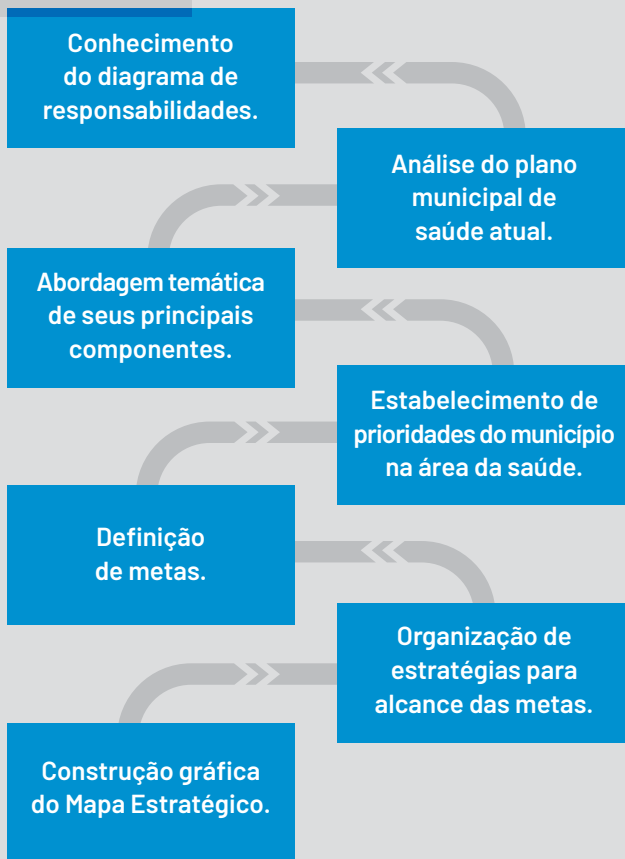 Conhecimento
do diagrama de
responsabilidades.
Análise do plano
municipal de
saúde atual.
Abordagem temática
de seus principais
componentes.
Estabelecimento de
prioridades do município
na área da saúde.
Definição
de metas.
Organização de
estratégias para
alcance das metas.
Construção gráfica
do Mapa Estratégico.